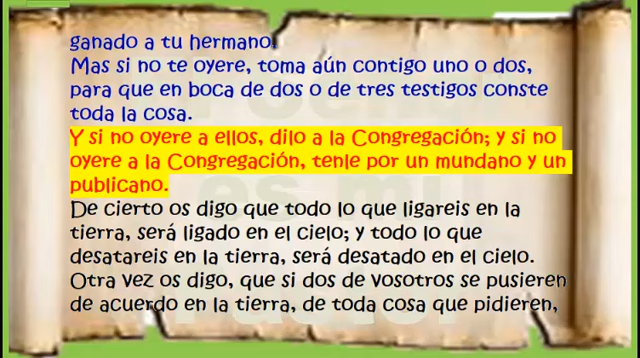 ganado a tu hermano.
Mas si no te oyere, toma aún contigo uno o dos,
para que en boca de dos o de tres testigos conste
toda la cosa.
Y si no oyere a ellos, dilo a la Congregación; y si no
oyere a la Congregación, tenle por un mundano y un
publicano.
De cierto os digo que todo lo que ligareis en la
tierra, será ligado en el cielo; y todo lo que
desatareis en la tierra, será desatado en el cielo.
Otra vez os digo, que si dos de vosotros se pusieren
de acuerdo en la tierra, de toda cosa que pidieren,